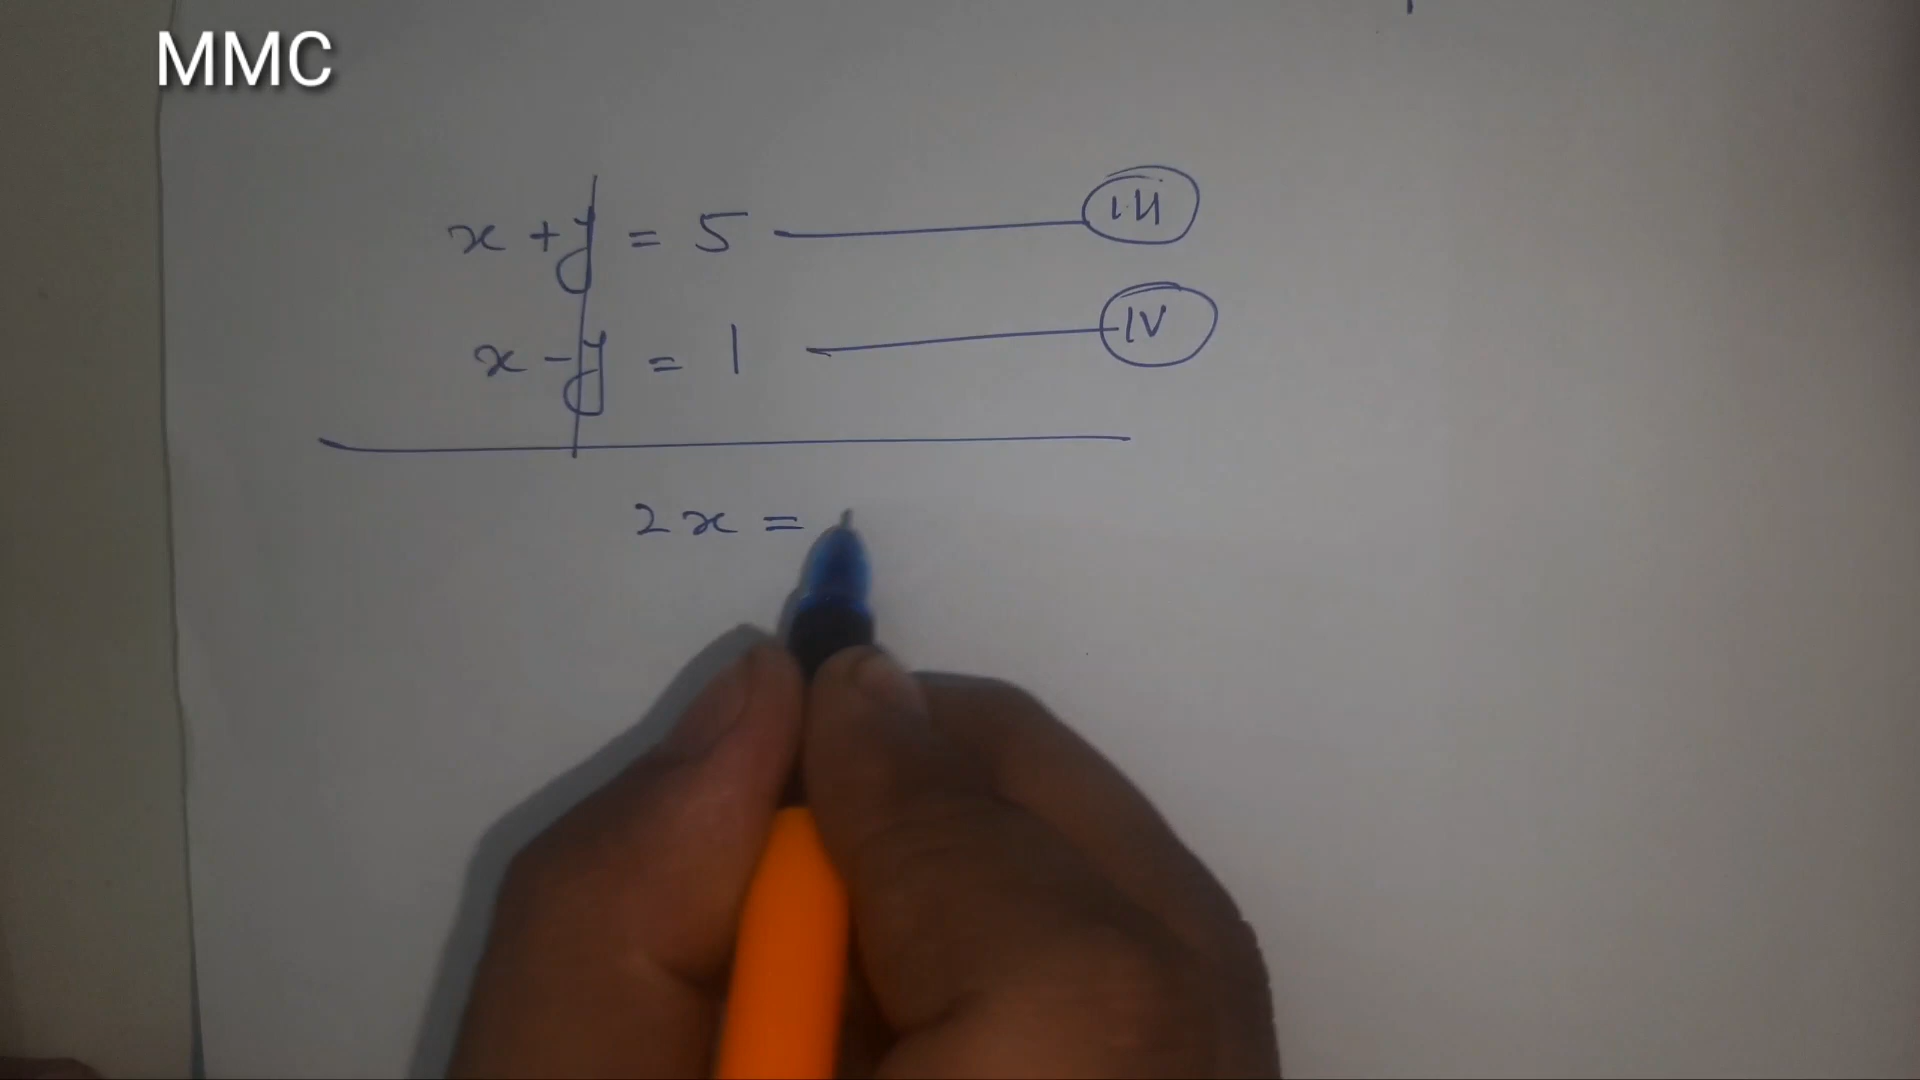 MMC
x + y = 5 ——— III
x - y = 1 ——— IV
2x =